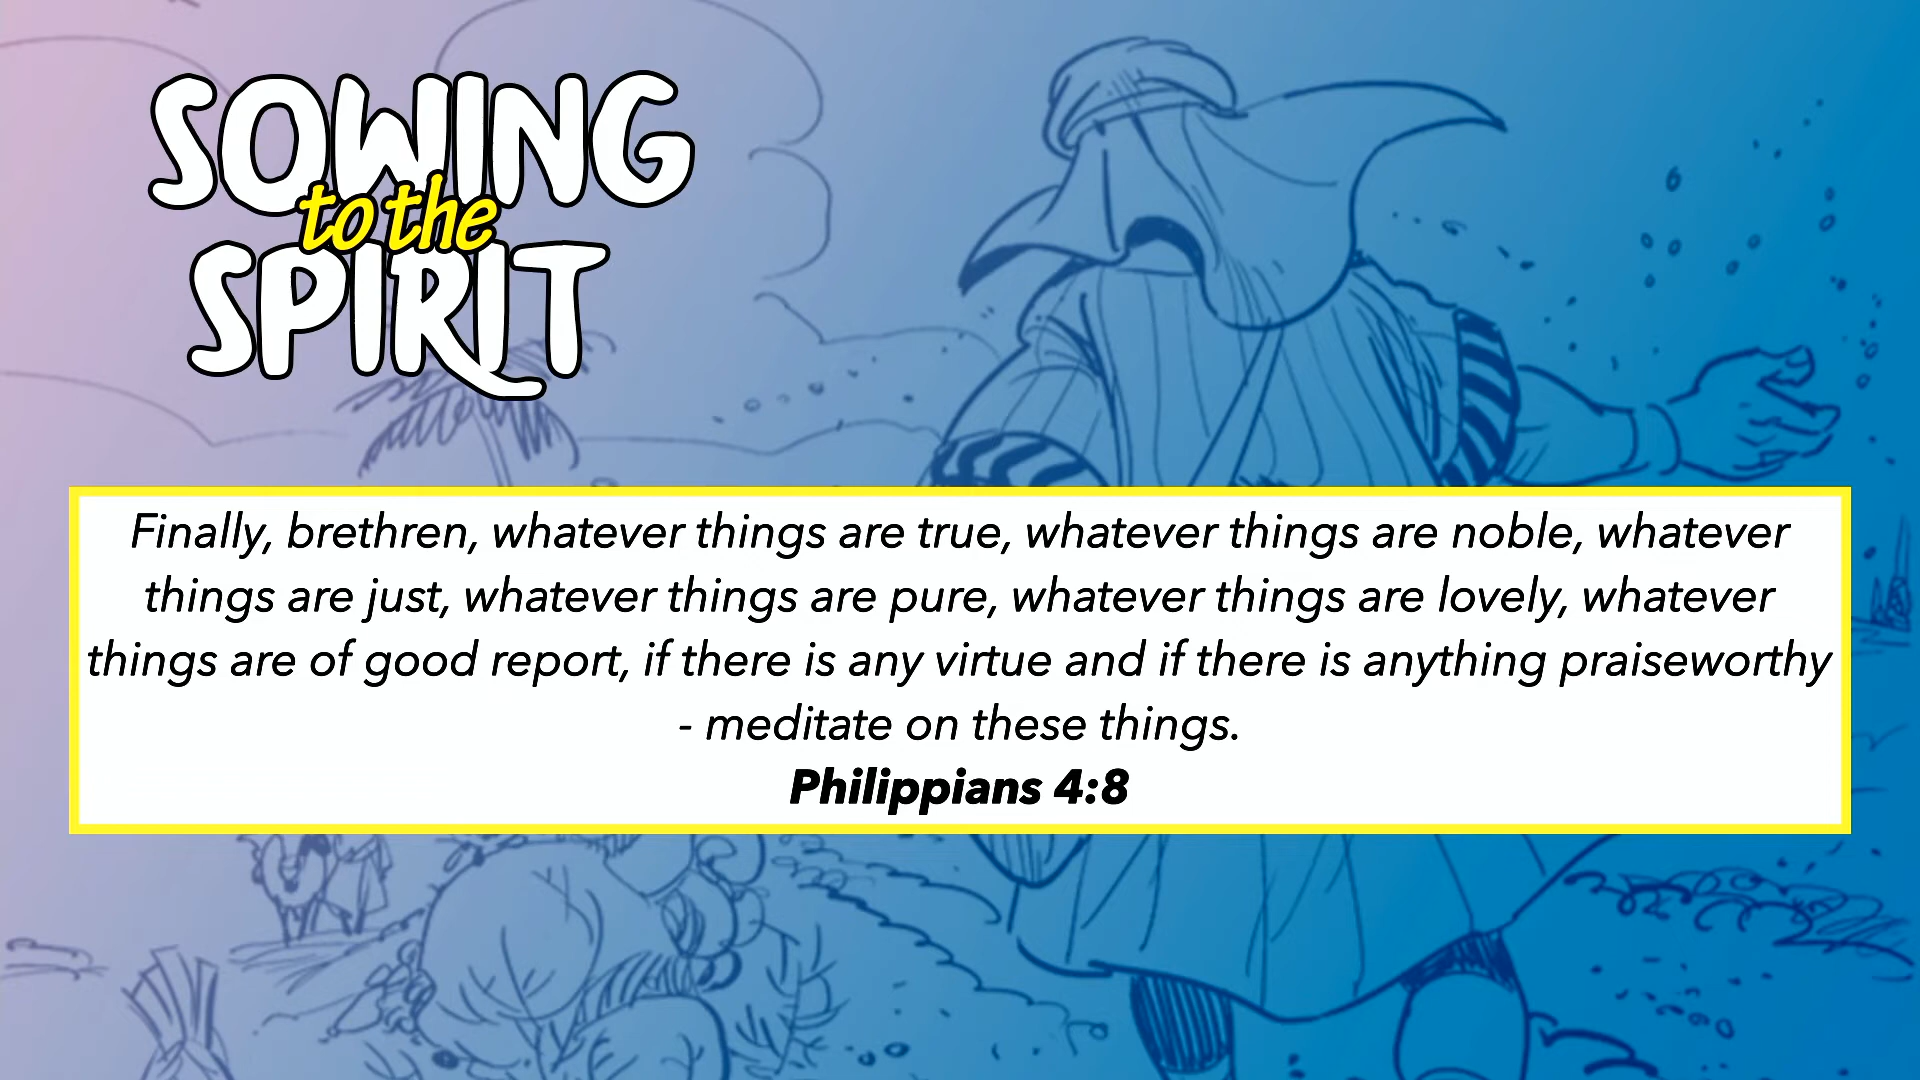 SOWING
to the
SPIRIT
Finally, brethren, whatever things are true, whatever things are noble, whatever
things are just, whatever things are pure, whatever things are lovely, whatever
things are of good report, if there is any virtue and if there is anything praiseworthy
- meditate on these things.
Philippians 4:8